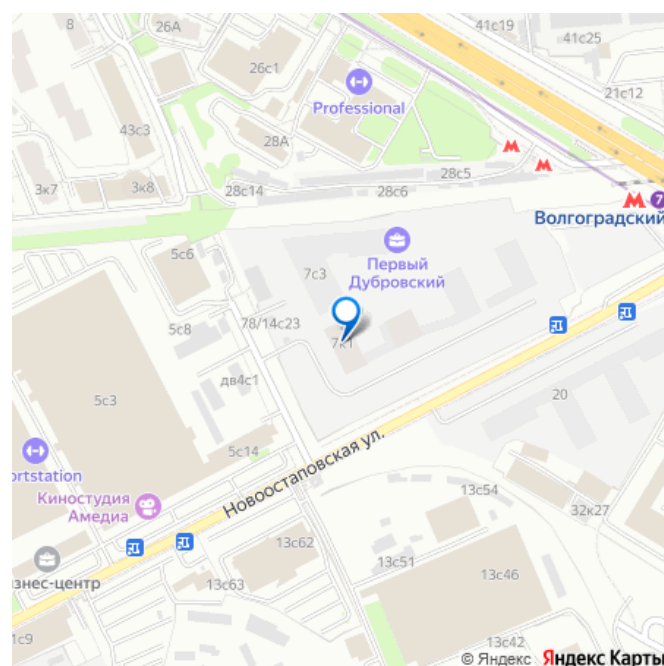 8
26А
41с19
41с25
26с1
21с12
Professional
43с3
28А
28с5
3к7
3к8
28с14
28с6
7
Волгоградский
5с6
Первый
Дубровский
7с3
78/14с23
5с8
7к1
дв4с1
5с3
20
5с14
Новоостаповская ул.
ortstation
13с54
Киностудия
Амедиа
32к27
13с62
13с51
13с46
изнес-центр
13с63
1с9
13с42
© Яндекс Яндекс Карты